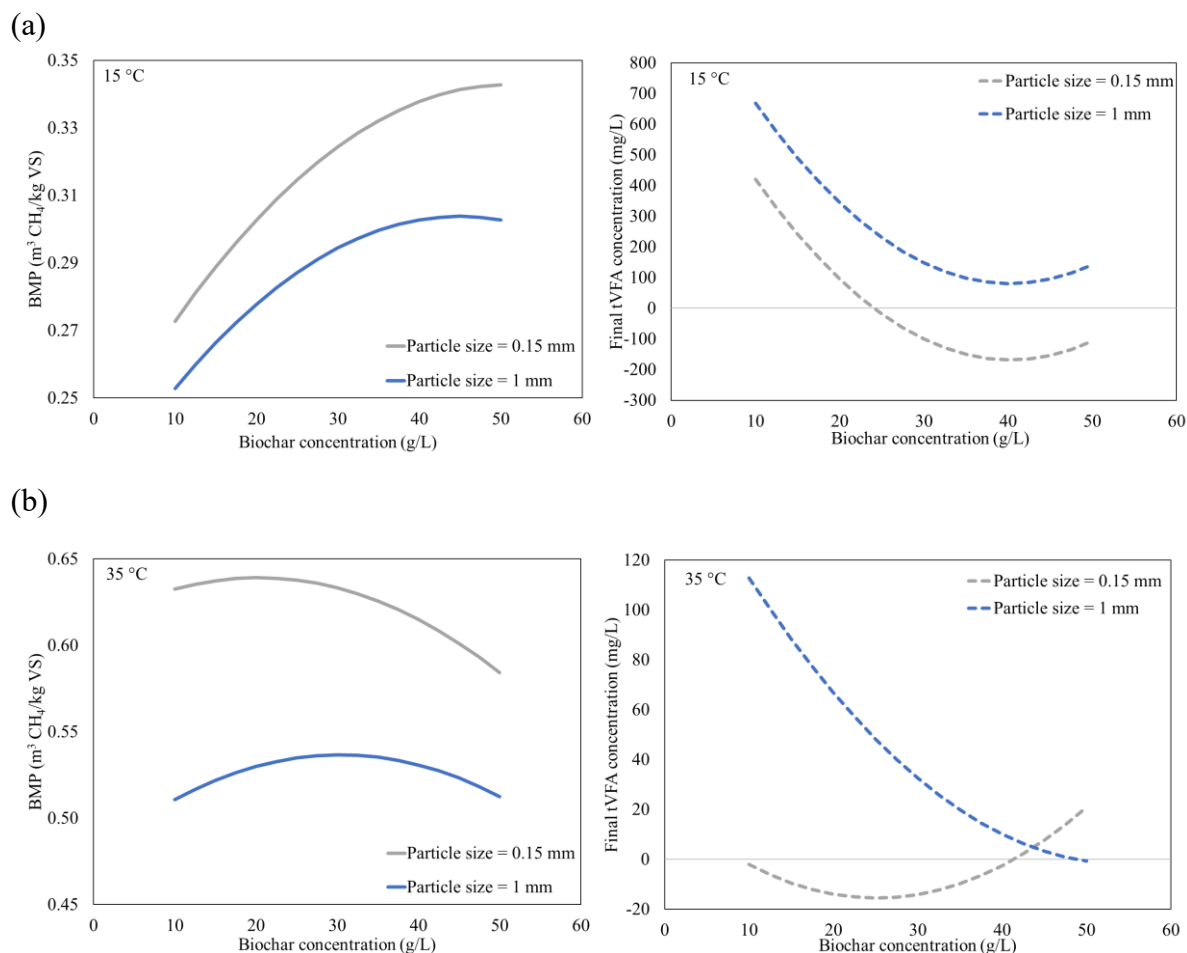 (a)
15 °C
0.35
0.33
0.31
0.29
0.27
0.25
BMP (m³ CH₄/kg VS)
Particle size = 0.15 mm
Particle size = 1 mm
0 10 20 30 40 50 60
Biochar concentration (g/L)
15 °C
800
700
600
500
400
300
200
100
0
-100
-200
-300
Final tVFA concentration (mg/L)
Particle size = 0.15 mm
Particle size = 1 mm
0 10 20 30 40 50 60
Biochar concentration (g/L)
(b)
35 °C
0.65
0.60
0.55
0.50
0.45
BMP (m³ CH₄/kg VS)
Particle size = 0.15 mm
Particle size = 1 mm
0 10 20 30 40 50 60
Biochar concentration (g/L)
35 °C
120
100
80
60
40
20
0
-20
Final tVFA concentration (mg/L)
Particle size = 0.15 mm
Particle size = 1 mm
0 10 20 30 40 50 60
Biochar concentration (g/L)